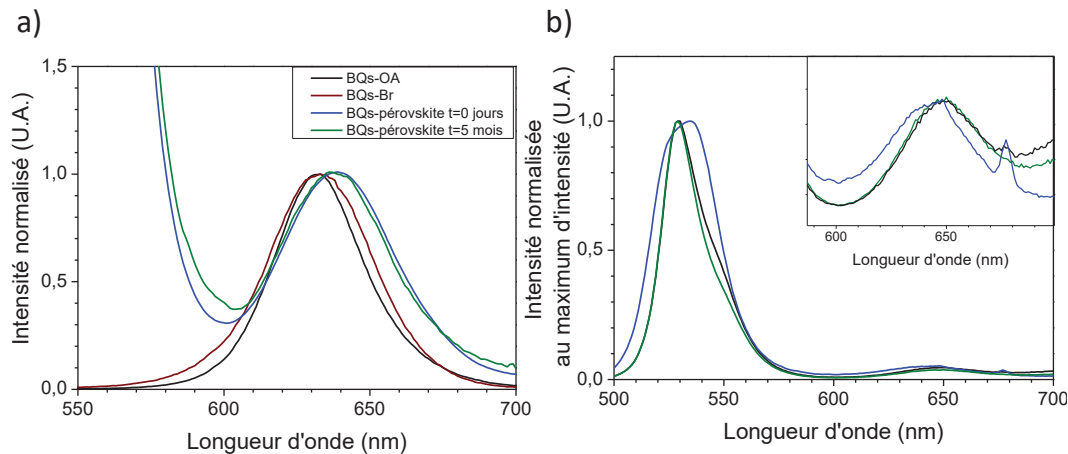 a)
Intensité normalisé (U.A.)
1,5
1,0
0,5
0,0
550
600
650
700
Longueur d'onde (nm)
BQs-OA
BQs-Br
BQs-pérovskite t=0 jours
BQs-pérovskite t=5 mois
b)
Intensité normalisée
au maximum d'intensité (U.A.)
1,0
0,5
0,0
500
540
600
650
700
Longueur d'onde (nm)
600
650
Longueur d'onde (nm)